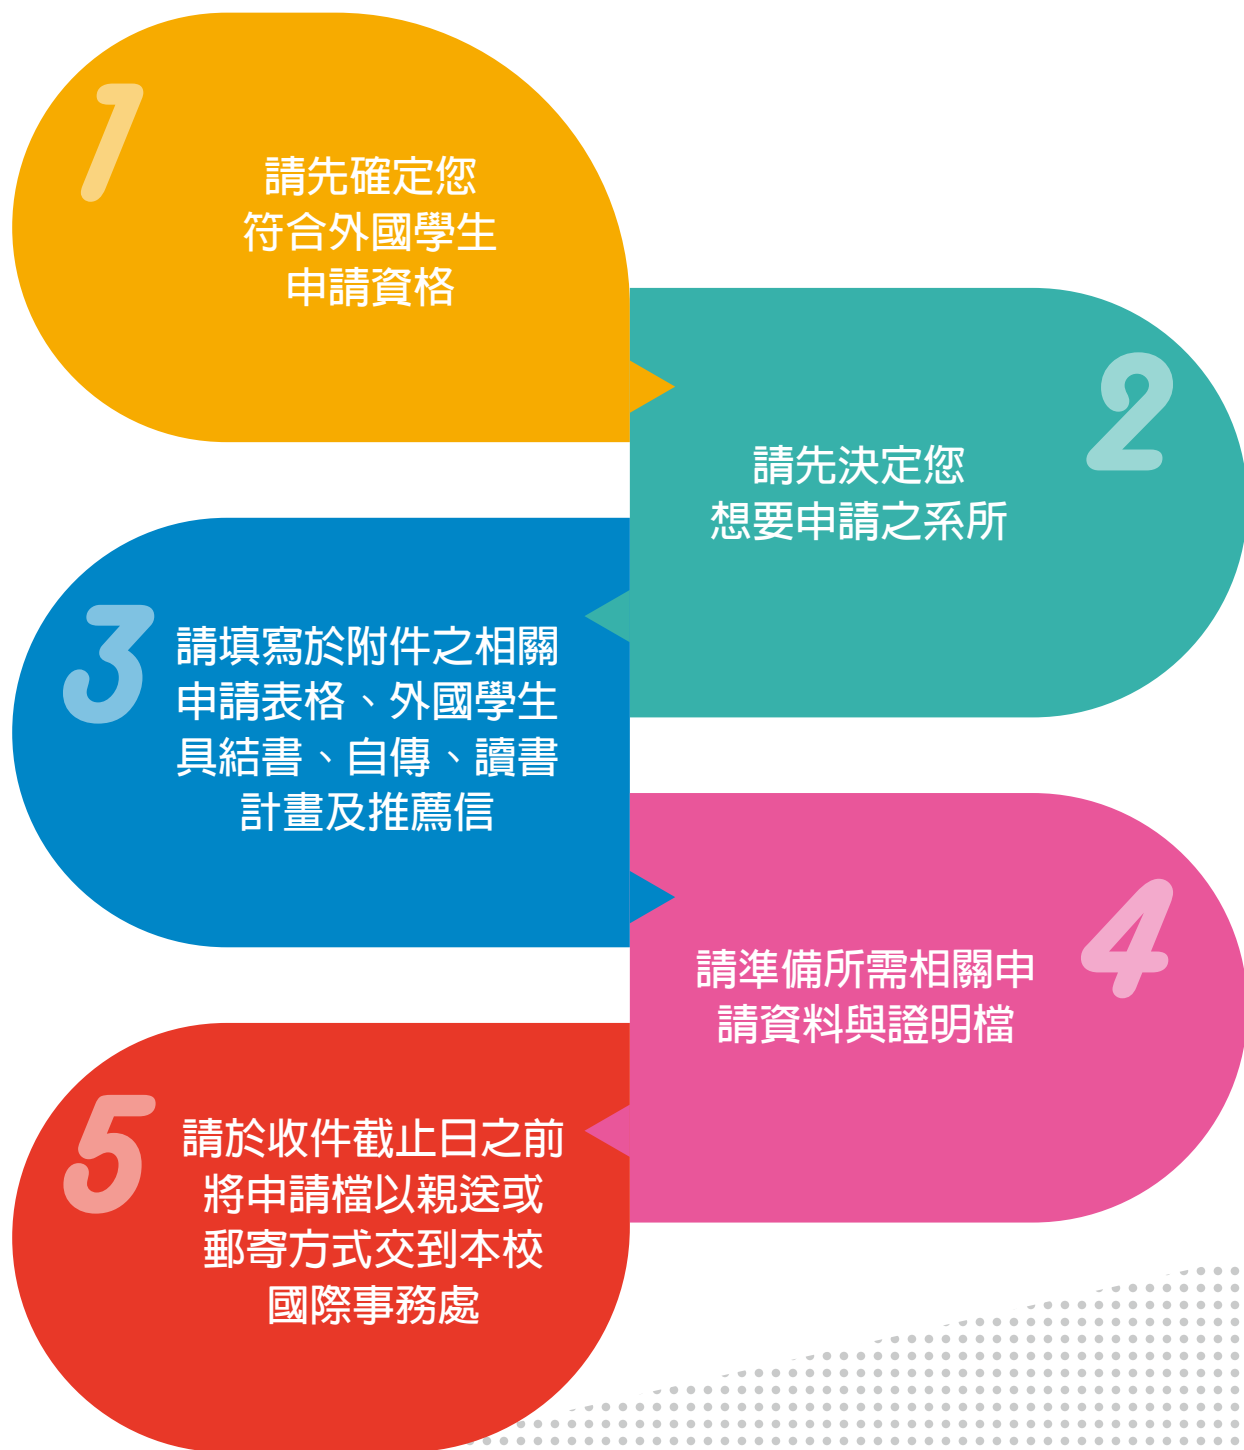 1
請先確定您
符合外國學生
申請資格
2
請先決定您
想要申請之系所
3
請填寫於附件之相關
申請表格、外國學生
具結書、自傳、讀書
計畫及推薦信
4
請準備所需相關申
請資料與證明檔
5
請於收件截止日之前
將申請檔以親送或
郵寄方式交到本校
國際事務處